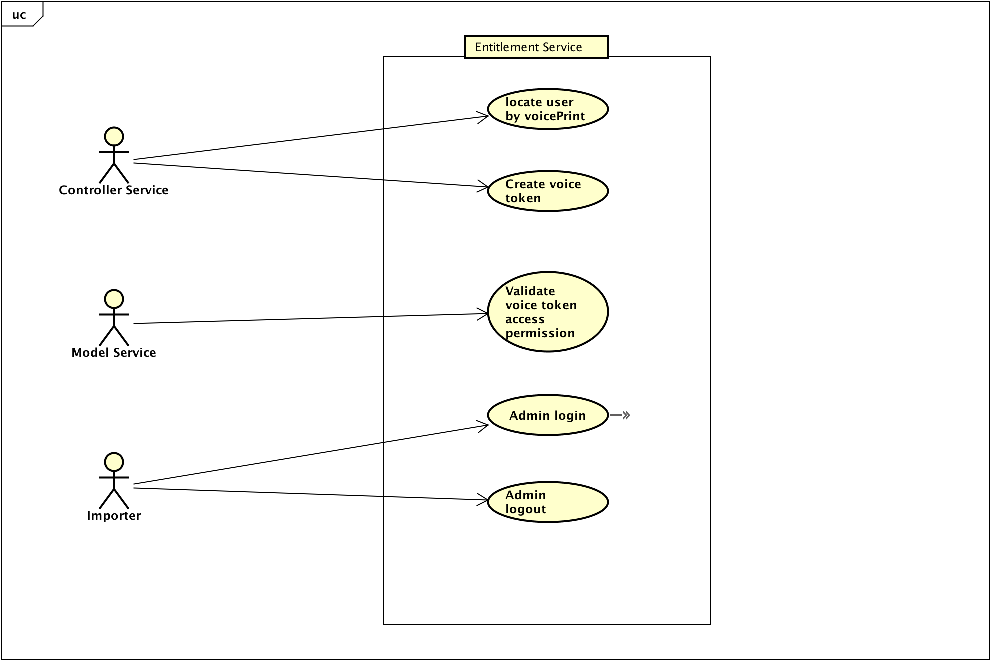 uc
Entitlement Service
locate user
by voicePrint
Controller Service
Create voice
token
Validate
voice token
access
permission
Model Service
Admin login
Importer
Admin
logout